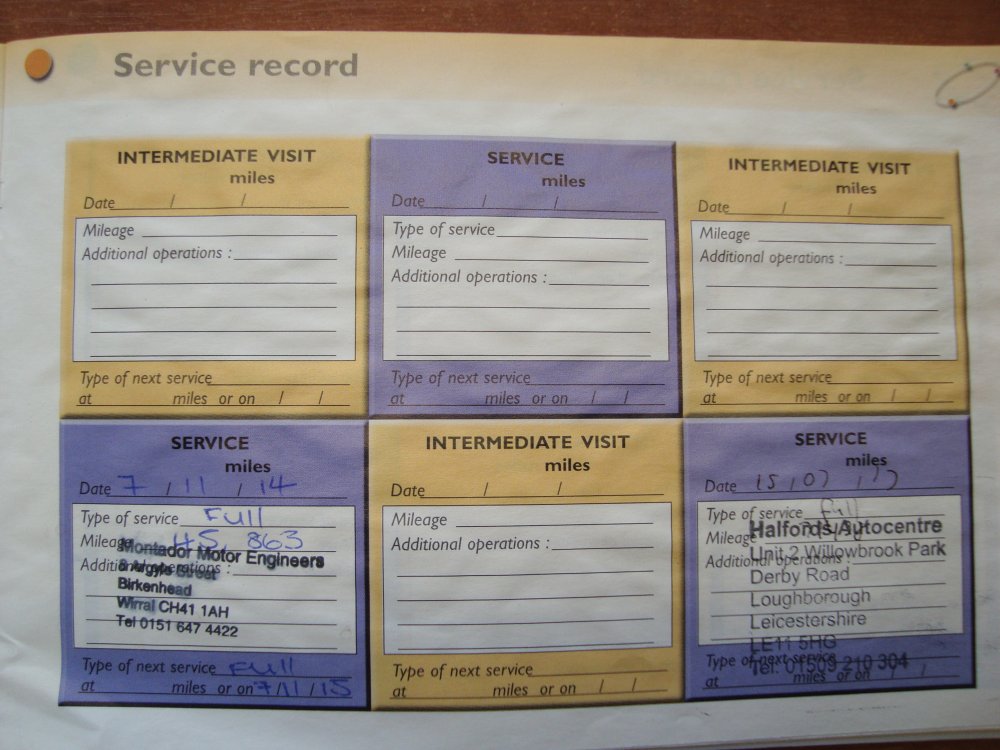 Service record
INTERMEDIATE VISIT
miles
Date / /
Mileage
Additional operations :
Type of next service
at miles or on / /
SERVICE
miles
Date / /
Type of service
Mileage
Additional operations :
Type of next service
at miles or on / /
INTERMEDIATE VISIT
miles
Date / /
Mileage
Additional operations :
Type of next service
at miles or on / /
SERVICE
miles
Date 7 / 11 / 14
Type of service Full
Mileage 45,863
Additional operations :
Montador Motor Engineers
Argyle Street
Birkenhead
Wirral CH41 1AH
Tel 0151 647 4422
Type of next service Full
at miles or on 7/11/15
INTERMEDIATE VISIT
miles
Date / /
Mileage
Additional operations :
Type of next service
at miles or on / /
SERVICE
miles
Date 15 / 07 /
Type of service Full
Mileage
Additional operations :
Halfords Autocentre
Unit 2 Willowbrook Park
Derby Road
Loughborough
Leicestershire
LE11 5HG
Tel: 01509 210 304
Type of next service
at miles or on / /